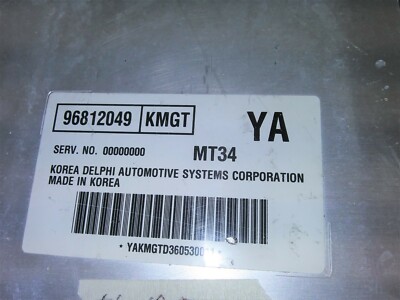 96812049 KMGT YA
SERV. NO. 00000000 MT34
KOREA DELPHI AUTOMOTIVE SYSTEMS CORPORATION
MADE IN KOREA